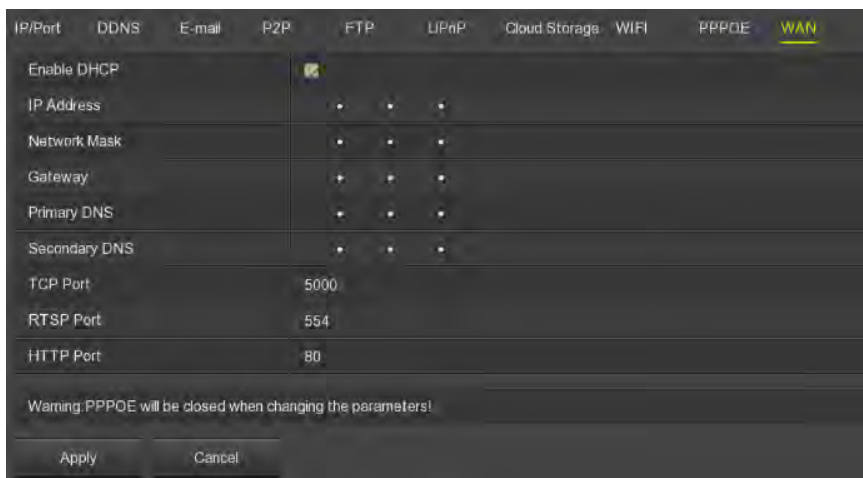 IP/Port DDNS E-mail P2P FTP UPnP Cloud Storage WIFI PPPOE WAN
Enable DHCP
IP Address . . .
Network Mask . . .
Gateway . . .
Primary DNS . . .
Secondary DNS . . .
TCP Port 5000
RTSP Port 554
HTTP Port 80
Warning:PPPOE will be closed when changing the parameters!
Apply Cancel